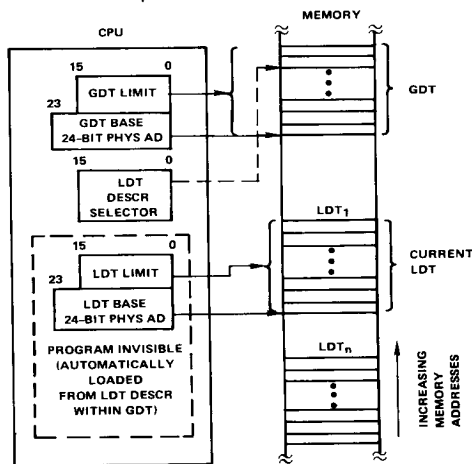 MEMORY
CPU
15 0
GDT LIMIT
23
GDT BASE
24-BIT PHYS AD
GDT
15 0
LDT
DESCR
SELECTOR
15 0
LDT LIMIT
23
LDT BASE
24-BIT PHYS AD
PROGRAM INVISIBLE
(AUTOMATICALLY
LOADED
FROM LDT DESCR
WITHIN GDT)
LDT1
CURRENT
LDT
LDTn
INCREASING
MEMORY
ADDRESSES